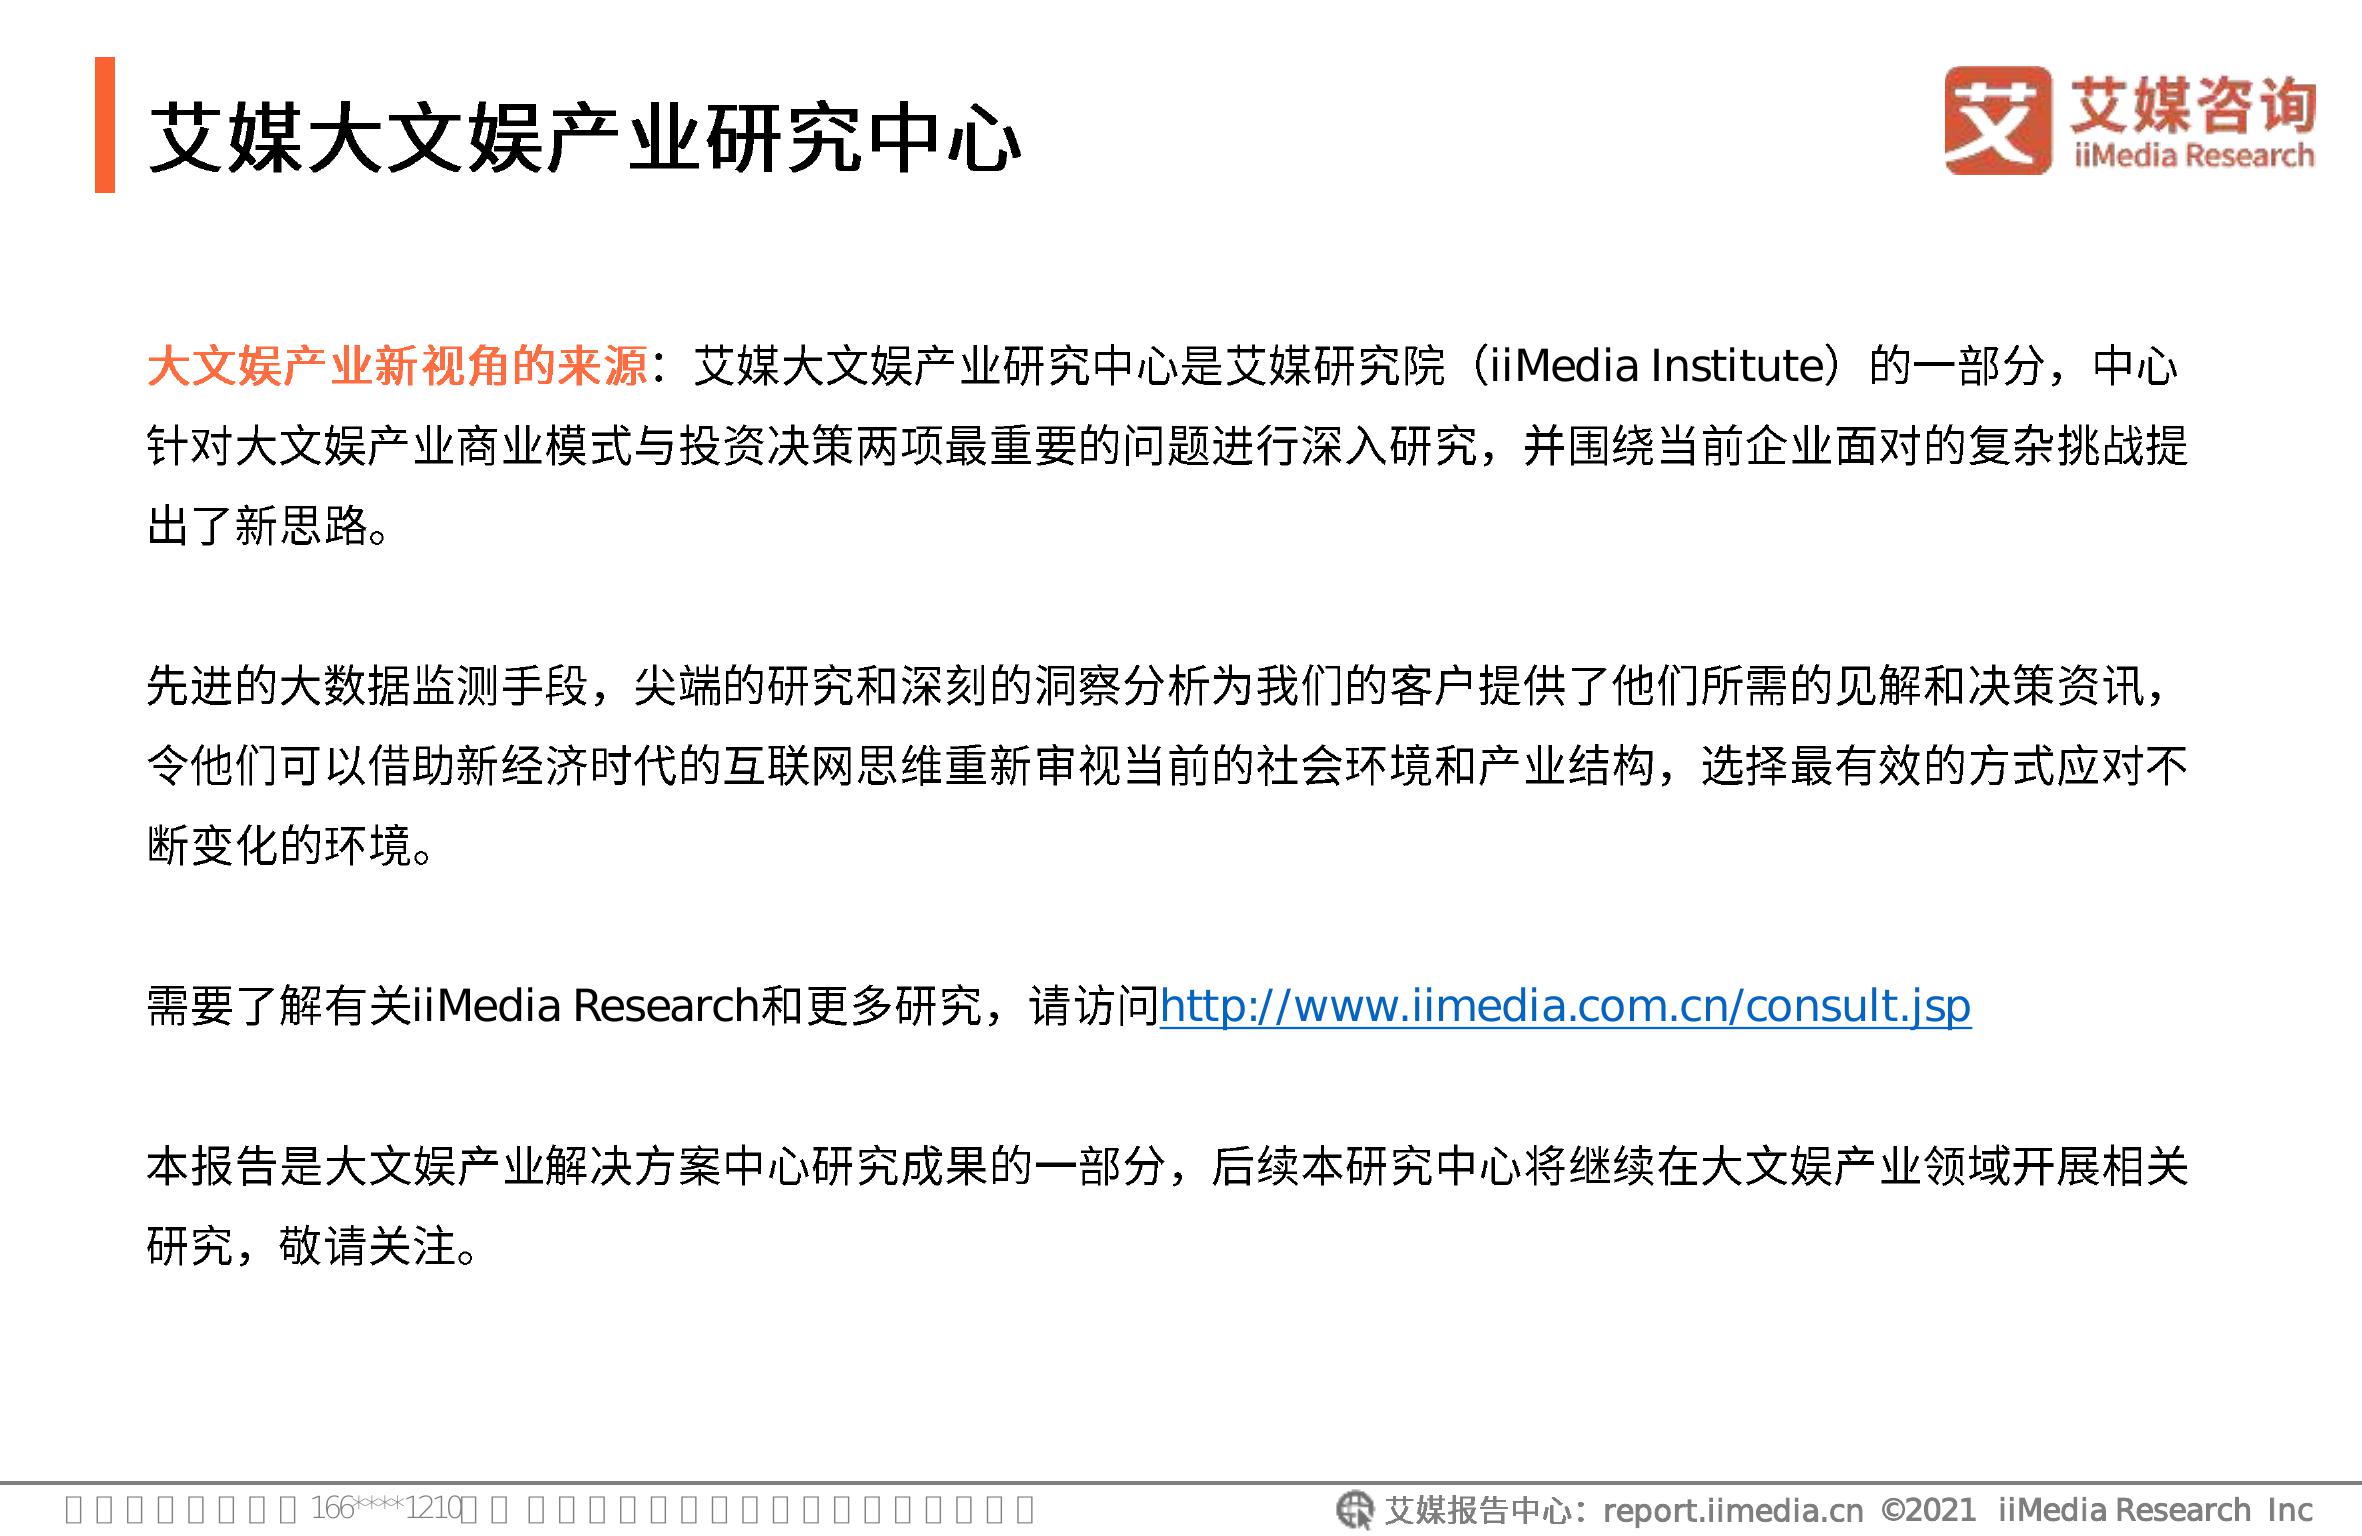 艾媒大文娱产业研究中心
艾媒咨询
iiMedia Research
大文娱产业新视角的来源：艾媒大文娱产业研究中心是艾媒研究院（iiMedia Institute）的一部分，中心
针对大文娱产业商业模式与投资决策两项最重要的问题进行深入研究，并围绕当前企业面对的复杂挑战提
出了新思路。
先进的大数据监测手段，尖端的研究和深刻的洞察分析为我们的客户提供了他们所需的见解和决策资讯，
令他们可以借助新经济时代的互联网思维重新审视当前的社会环境和产业结构，选择最有效的方式应对不
断变化的环境。
需要了解有关iiMedia Research和更多研究，请访问http://www.iimedia.com.cn/consult.jsp
本报告是大文娱产业解决方案中心研究成果的一部分，后续本研究中心将继续在大文娱产业领域开展相关
研究，敬请关注。
166****1210
艾媒报告中心：report.iimedia.cn ©2021 iiMedia Research Inc